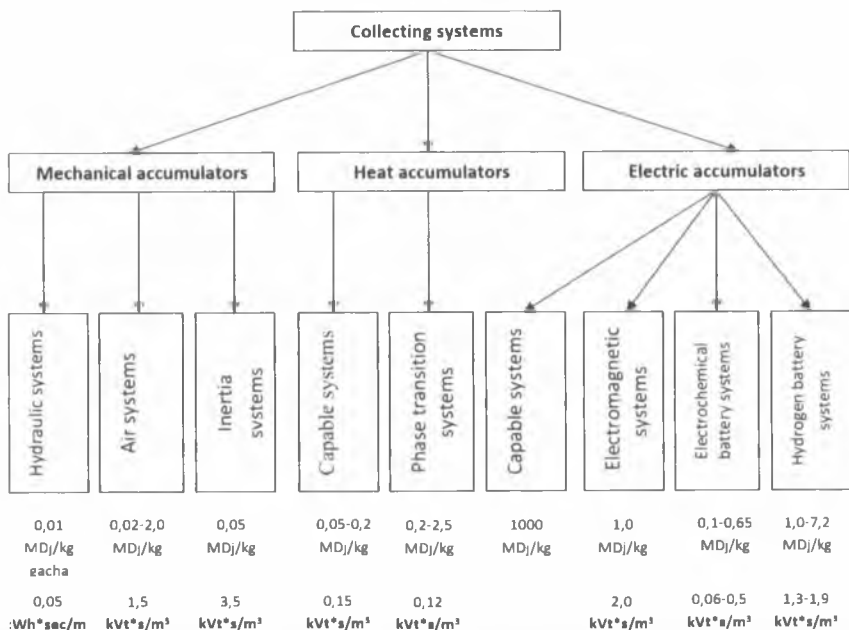 Collecting systems
Mechanical accumulators
Heat accumulators
Electric accumulators
Hydraulic systems
Air systems
Inertia
svstems
Capable systems
Phase transition
systems
Capable systems
Electromagnetic
systems
Electrochemical
battery systems
Hydrogen battery
systems
0,01
MDj/kg
gacha
0,02-2,0
MDj/kg
0,05
MDj/kg
0,05-0,2
MDj/kg
0,2-2,5
MDj/kg
1000
MDj/kg
1,0
MDj/kg
0,1-0,65
MDj/kg
1,0-7,2
MDj/kg
0,05
:Wh*sec/m
1,5
kVt*s/m³
3,5
kVt*s/m³
0,15
kVt*s/m³
0,12
kVt*s/m³
2,0
kVt*s/m³
0,06-0,5
kVt*s/m³
1,3-1,9
kVt*s/m³